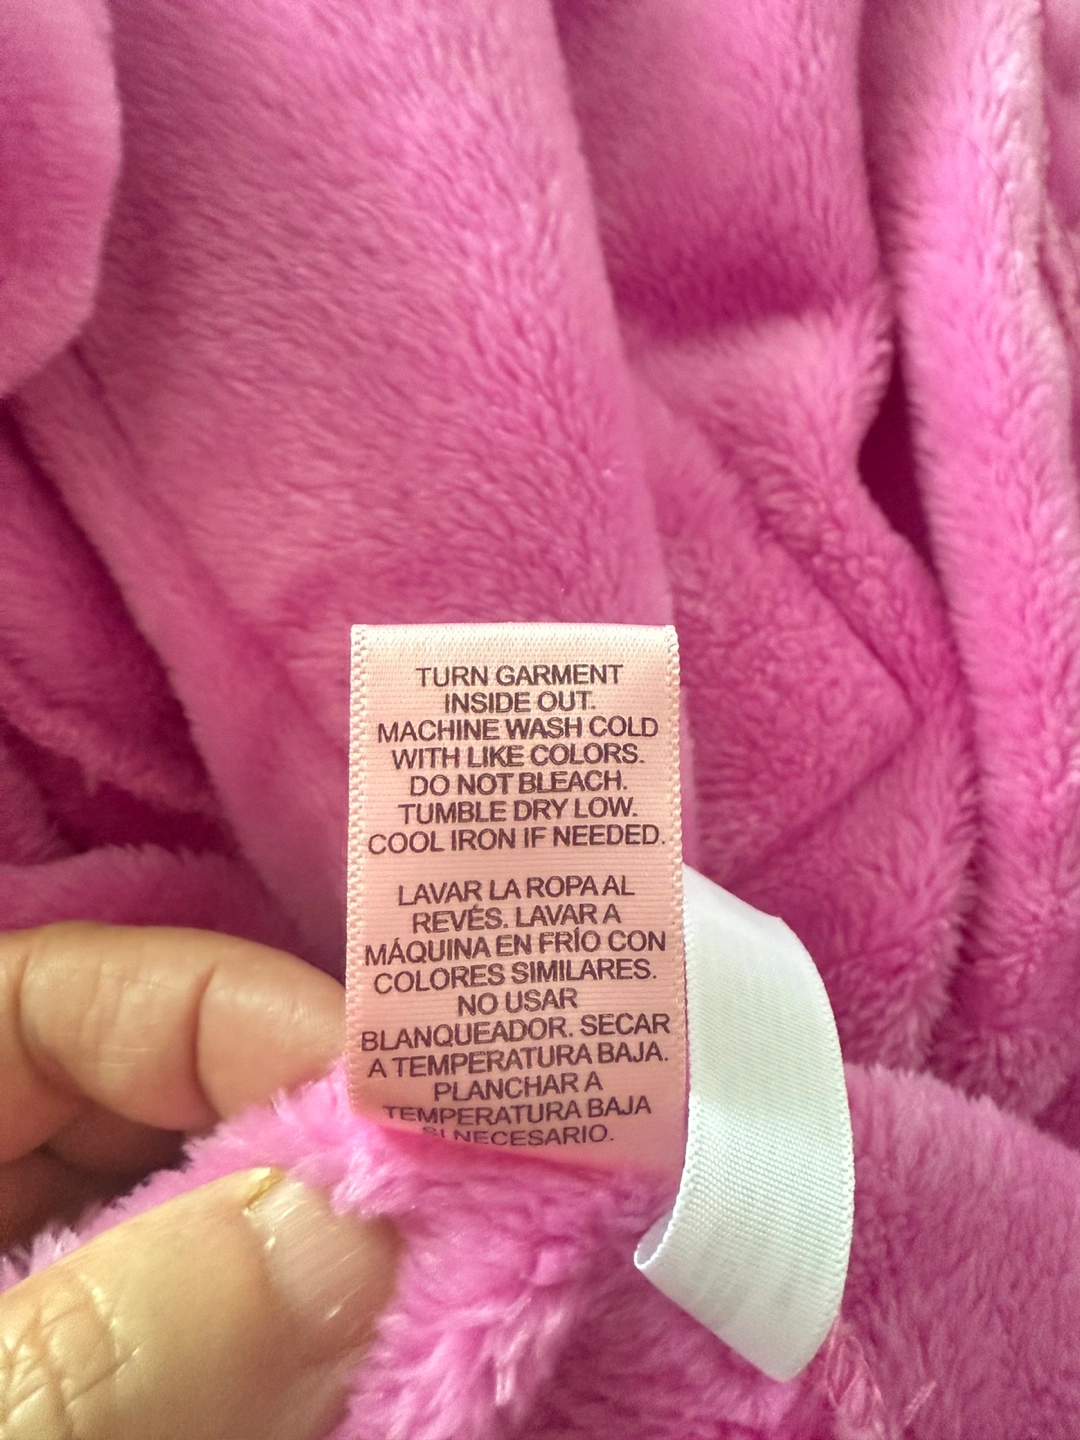 TURN GARMENT
INSIDE OUT.
MACHINE WASH COLD
WITH LIKE COLORS.
DO NOT BLEACH.
TUMBLE DRY LOW.
COOL IRON IF NEEDED.
LAVAR LA ROPA AL
REVÉS. LAVAR A
MÁQUINA EN FRÍO CON
COLORES SIMILARES.
NO USAR
BLANQUEADOR. SECAR
A TEMPERATURA BAJA.
PLANCHAR A
TEMPERATURA BAJA
SI NECESARIO.